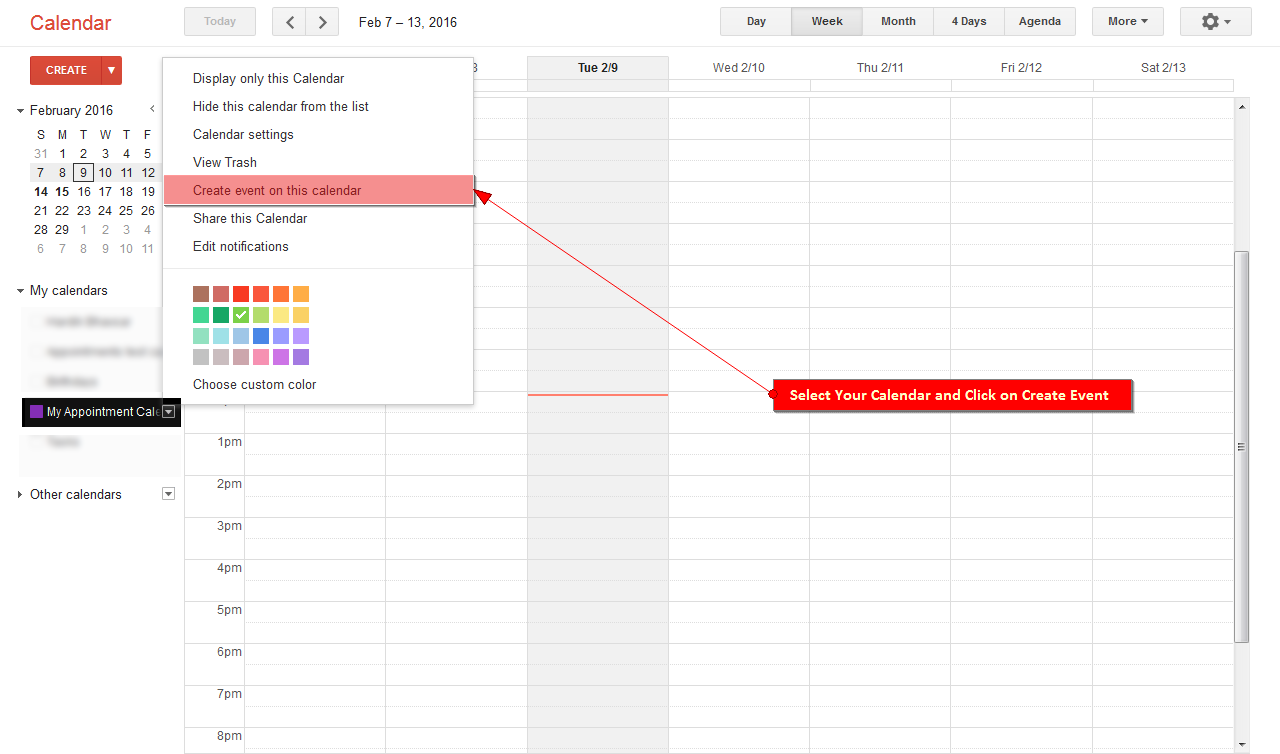 Calendar
Today
Feb 7 – 13, 2016
Day Week Month 4 Days Agenda
More
CREATE
February 2016
S M T W T F
31 1 2 3 4 5
7 8 9 10 11 12
14 15 16 17 18 19
21 22 23 24 25 26
28 29 1 2 3 4
6 7 8 9 10 11
My calendars
My Appointment Cale
Other calendars
Display only this Calendar
Hide this calendar from the list
Calendar settings
View Trash
Create event on this calendar
Share this Calendar
Edit notifications
Choose custom color
Tue 2/9 Wed 2/10 Thu 2/11 Fri 2/12 Sat 2/13
Select Your Calendar and Click on Create Event
1pm
2pm
3pm
4pm
5pm
6pm
7pm
8pm